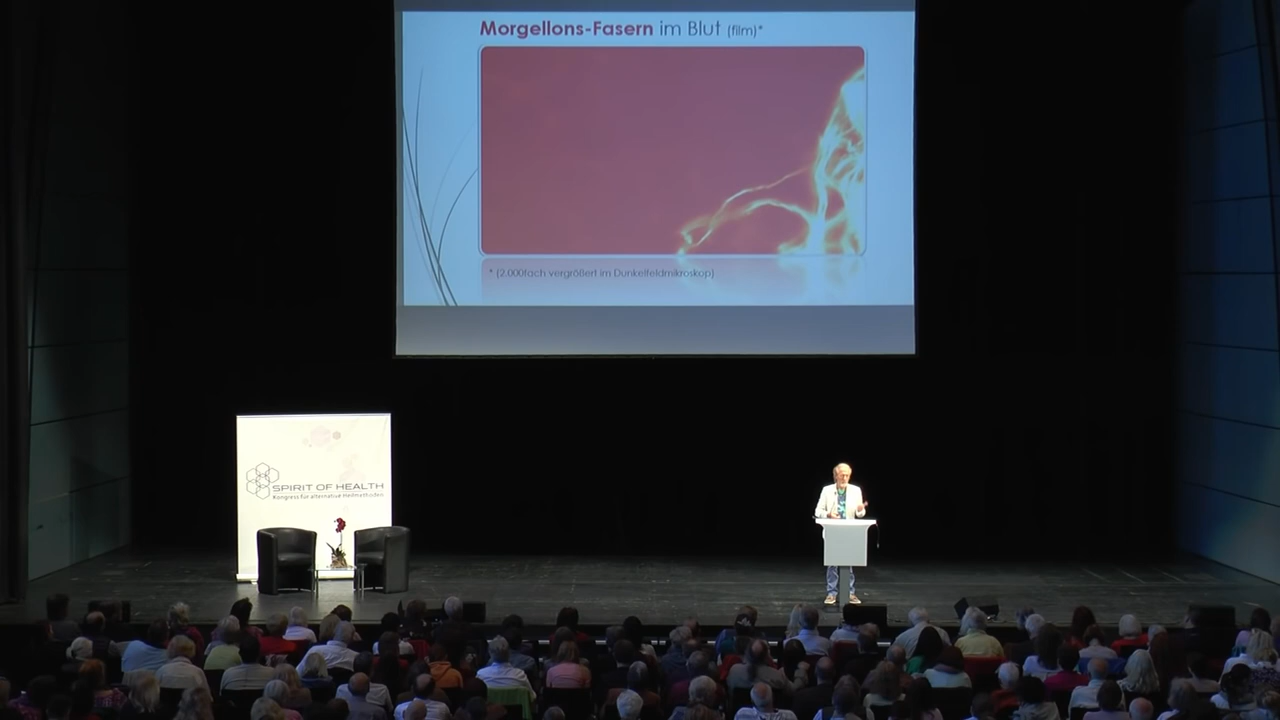 Morgellons-Fasern im Blut (film)*
* (2.000fach vergrößert im Dunkelfeldmikroskop)
SPIRIT OF HEALTH
Kongress für alternative Heilmethoden